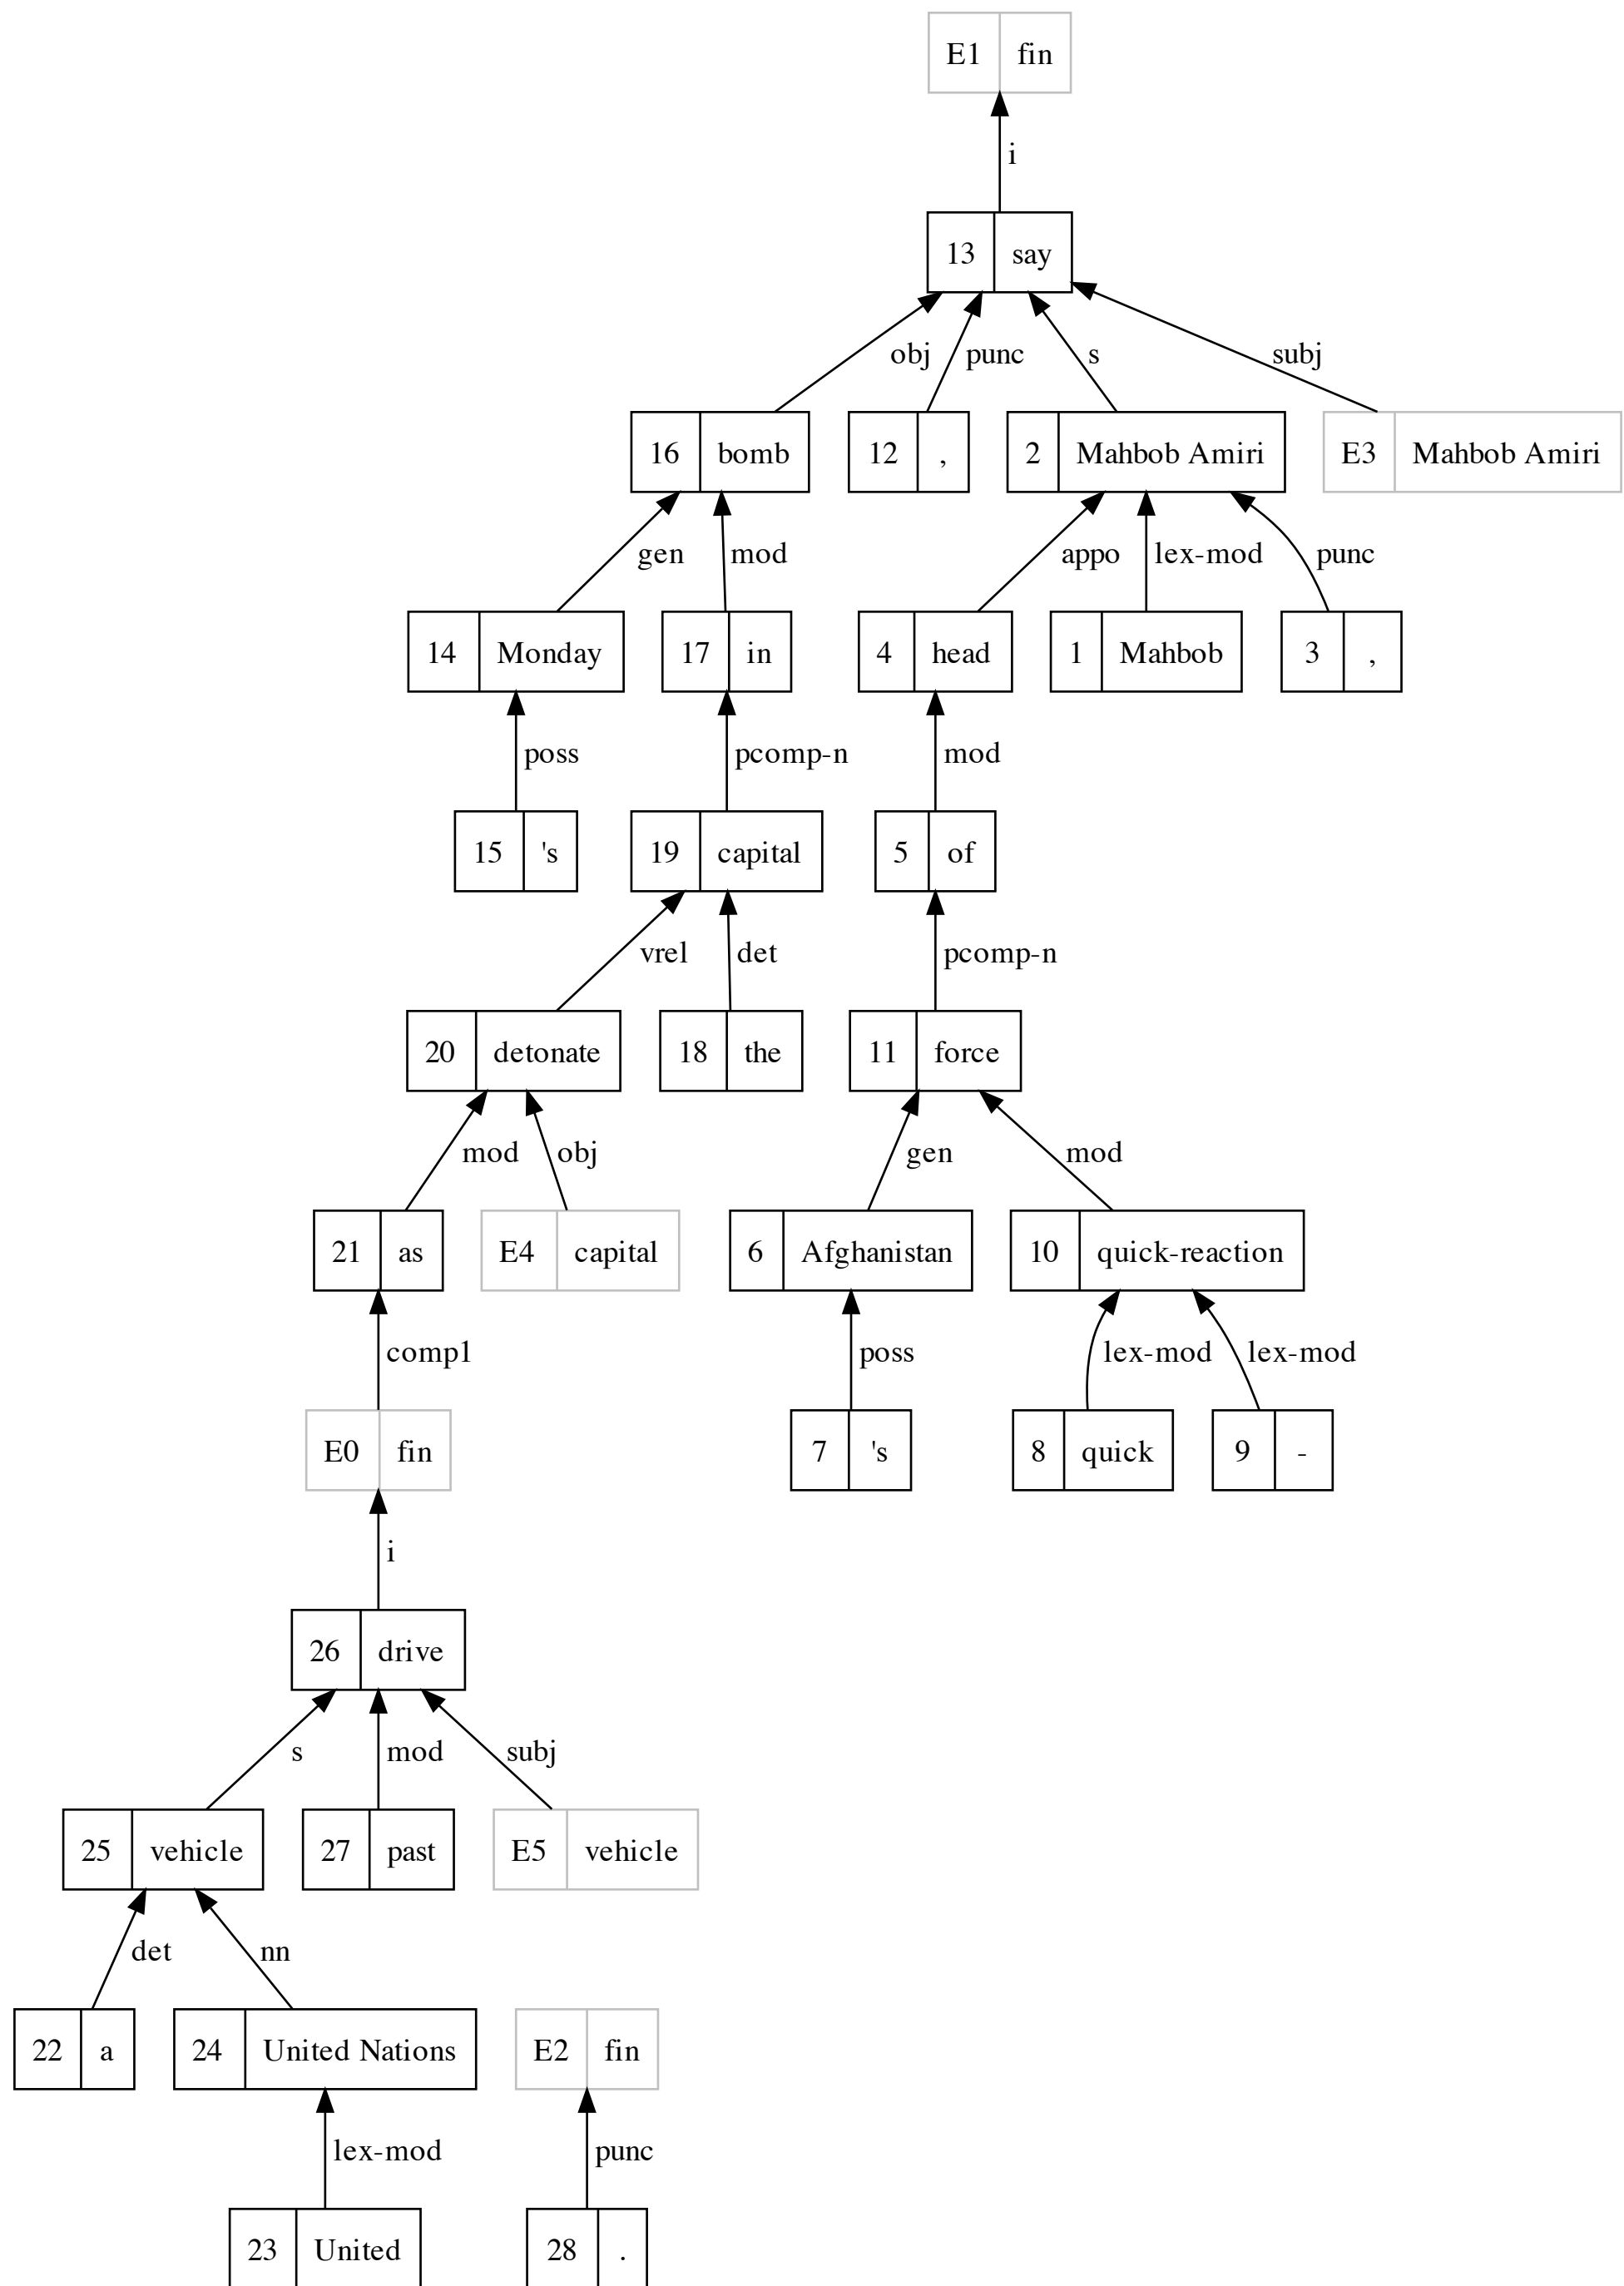 E1 fin
i
13 say
obj punc s subj
16 bomb 12 , 2 Mahbob Amiri E3 Mahbob Amiri
gen mod appo lex-mod punc
14 Monday 17 in 4 head 1 Mahbob 3 ,
poss pcomp-n mod
15 's 19 capital 5 of
vrel det pcomp-n
20 detonate 18 the 11 force
mod obj gen mod
21 as E4 capital 6 Afghanistan 10 quick-reaction
comp1 poss lex-mod lex-mod
E0 fin 7 's 8 quick 9 -
i
26 drive
s mod subj
25 vehicle 27 past E5 vehicle
det nn
22 a 24 United Nations E2 fin
lex-mod punc
23 United 28 .